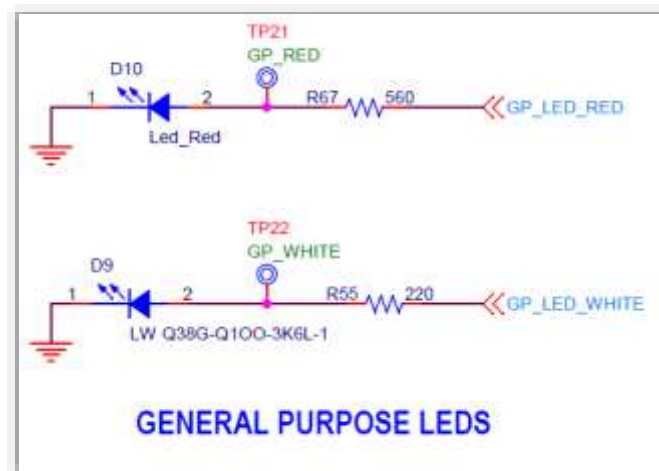 TP21
GP_RED
D10
1 2 R67 560 GP_LED_RED
Led_Red
TP22
GP_WHITE
D9
1 2 R55 220 GP_LED_WHITE
LW Q38G-Q1OO-3K6L-1
GENERAL PURPOSE LEDS